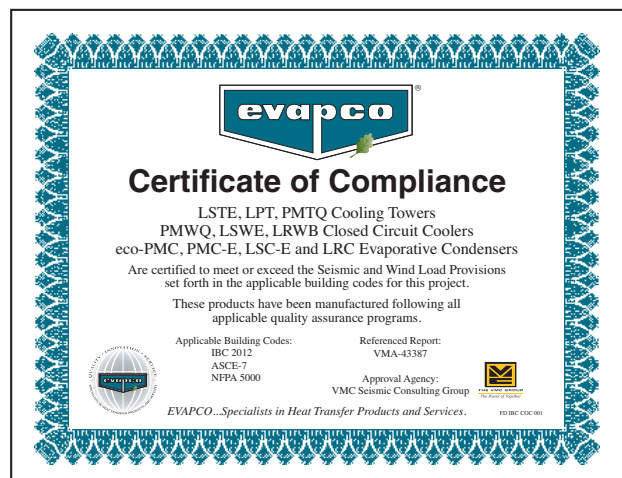 evapco®
Certificate of Compliance
LSTE, LPT, PMTQ Cooling Towers
PMWQ, LSWE, LRWB Closed Circuit Coolers
eco-PMC, PMC-E, LSC-E and LRC Evaporative Condensers
Are certified to meet or exceed the Seismic and Wind Load Provisions
set forth in the applicable building codes for this project.
These products have been manufactured following all
applicable quality assurance programs.
Applicable Building Codes:
IBC 2012
ASCE-7
NFPA 5000
Referenced Report:
VMA-43387
Approval Agency:
VMC Seismic Consulting Group
QUALITY • INNOVATION • SERVICE
evapco
THE VMC GROUP
The Power of Together
EVAPCO...Specialists in Heat Transfer Products and Services.
FD IBC COC 001